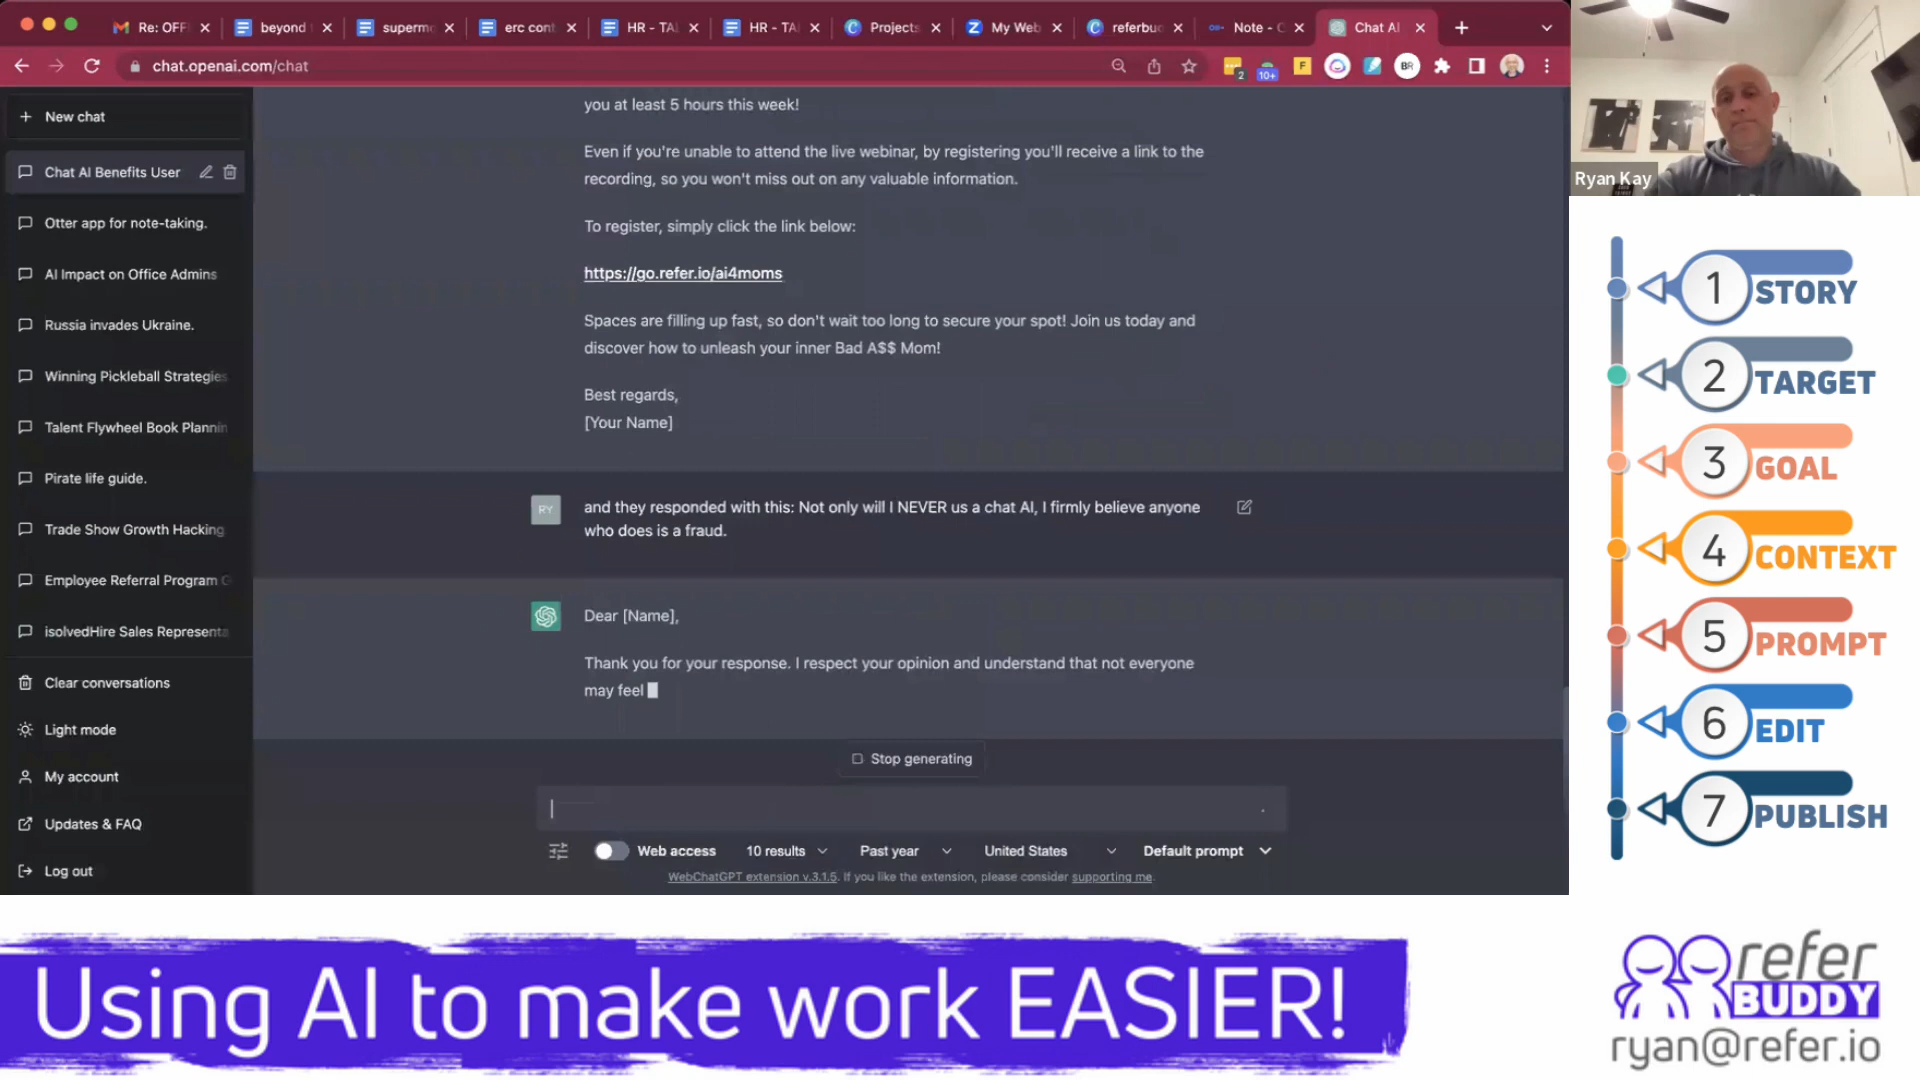 Re: OFF
beyond
superm
erc cont
HR - TA
HR - TA
Projects
My Web
referbu
Note - C
Chat AI
chat.openai.com/chat
2
10+
F
BR
New chat
Chat AI Benefits User
Otter app for note-taking.
AI Impact on Office Admins
Russia invades Ukraine.
Winning Pickleball Strategies
Talent Flywheel Book Plannin
Pirate life guide.
Trade Show Growth Hacking
Employee Referral Program G
isolvedHire Sales Representa
Clear conversations
Light mode
My account
Updates & FAQ
Log out
you at least 5 hours this week!
Even if you're unable to attend the live webinar, by registering you'll receive a link to the
recording, so you won't miss out on any valuable information.
To register, simply click the link below:
https://go.refer.io/ai4moms
Spaces are filling up fast, so don't wait too long to secure your spot! Join us today and
discover how to unleash your inner Bad A$$ Mom!
Best regards,
[Your Name]
RY
and they responded with this: Not only will I NEVER us a chat AI, I firmly believe anyone
who does is a fraud.
Dear [Name],
Thank you for your response. I respect your opinion and understand that not everyone
may feel
Stop generating
Web access
10 results
Past year
United States
Default prompt
WebChatGPT extension v.3.1.5. If you like the extension, please consider supporting me.
Ryan Kay
1 STORY
2 TARGET
3 GOAL
4 CONTEXT
5 PROMPT
6 EDIT
7 PUBLISH
Using AI to make work EASIER!
refer
BUDDY
ryan@refer.io